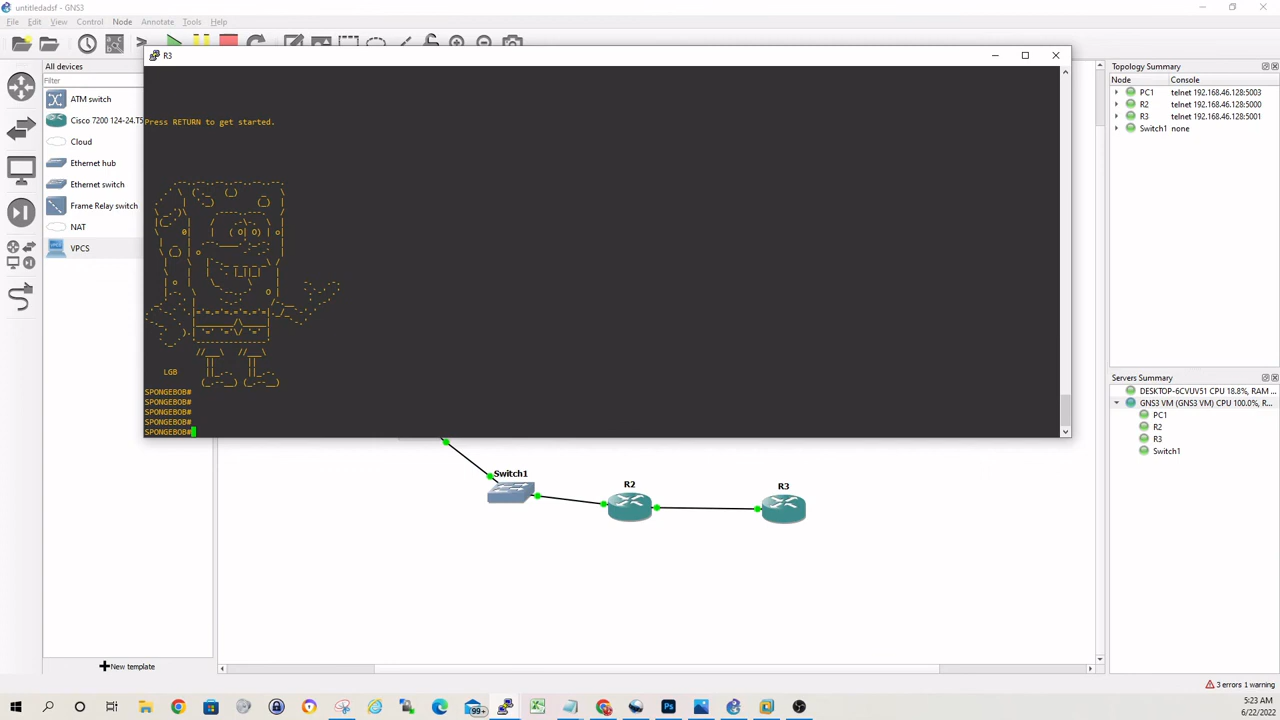 untitledadsf - GNS3
File Edit View Control Node Annotate Tools Help
All devices
Filter
ATM switch
Cisco 7200 124-24.T5
Cloud
Ethernet hub
Ethernet switch
Frame Relay switch
NAT
VPCS
New template
R3
Press RETURN to get started.
LGB
SPONGEBOB#
SPONGEBOB#
SPONGEBOB#
SPONGEBOB#
SPONGEBOB#
Switch1
R2
R3
Topology Summary
Node Console
PC1 telnet 192.168.46.128:5003
R2 telnet 192.168.46.128:5000
R3 telnet 192.168.46.128:5001
Switch1 none
Servers Summary
DESKTOP-6CVUV51 CPU 18.8%, RAM ...
GNS3 VM (GNS3 VM) CPU 100.0%, R...
PC1
R2
R3
Switch1
3 errors 1 warning
99+
5:23 AM
6/22/2022